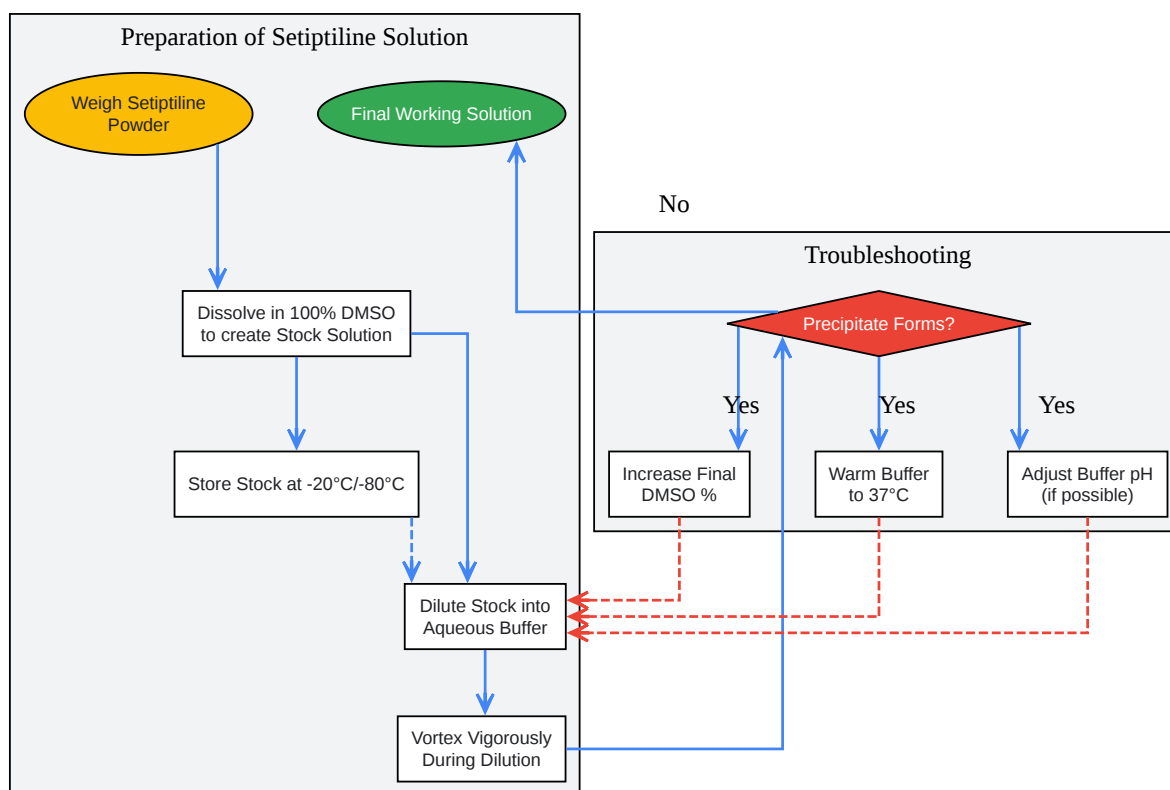 Preparation of Setiptiline Solution
Weigh Setiptiline
Powder
Final Working Solution
No
Troubleshooting
Dissolve in 100% DMSO
to create Stock Solution
Precipitate Forms?
Yes
Yes
Yes
Store Stock at -20°C/-80°C
Increase Final
DMSO %
Warm Buffer
to 37°C
Adjust Buffer pH
(if possible)
Dilute Stock into
Aqueous Buffer
Vortex Vigorously
During Dilution